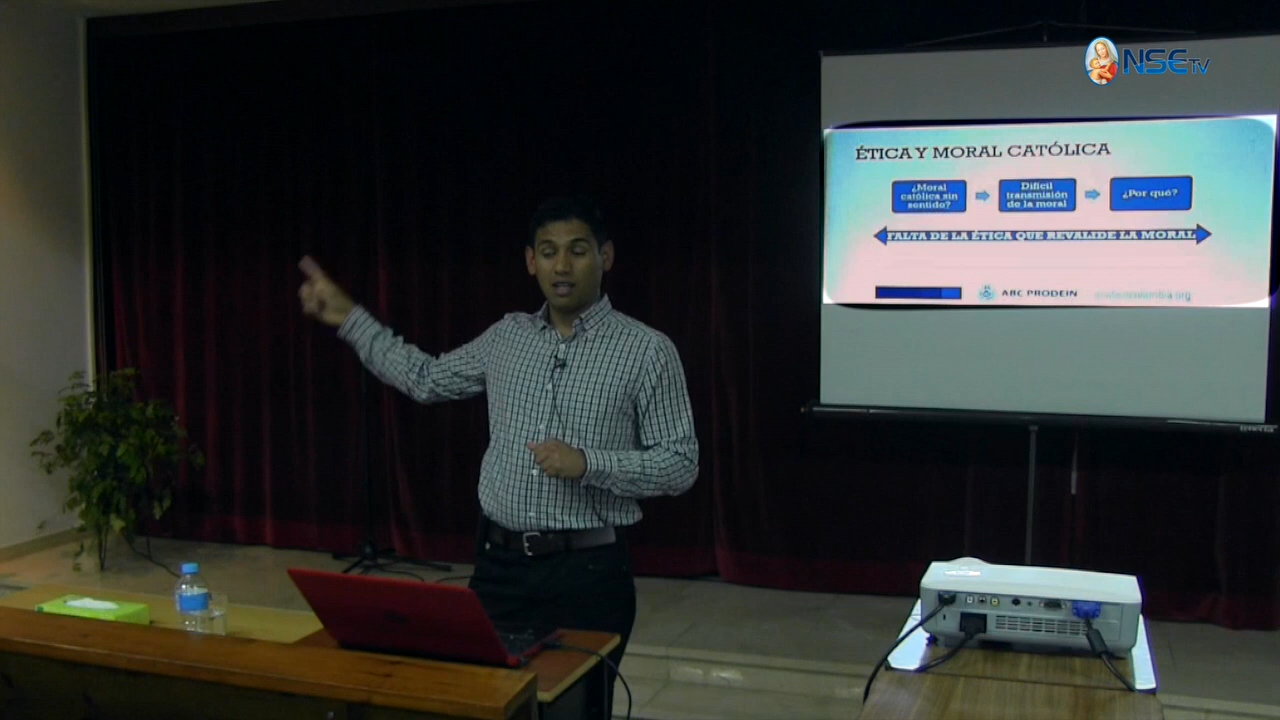 NSETV
ÉTICA Y MORAL CATÓLICA
¿Moral
católica sin
sentido?
Difícil
transmisión
de la moral
¿Por qué?
FALTA DE LA ÉTICA QUE REVALIDE LA MORAL
ABC PRODEIN